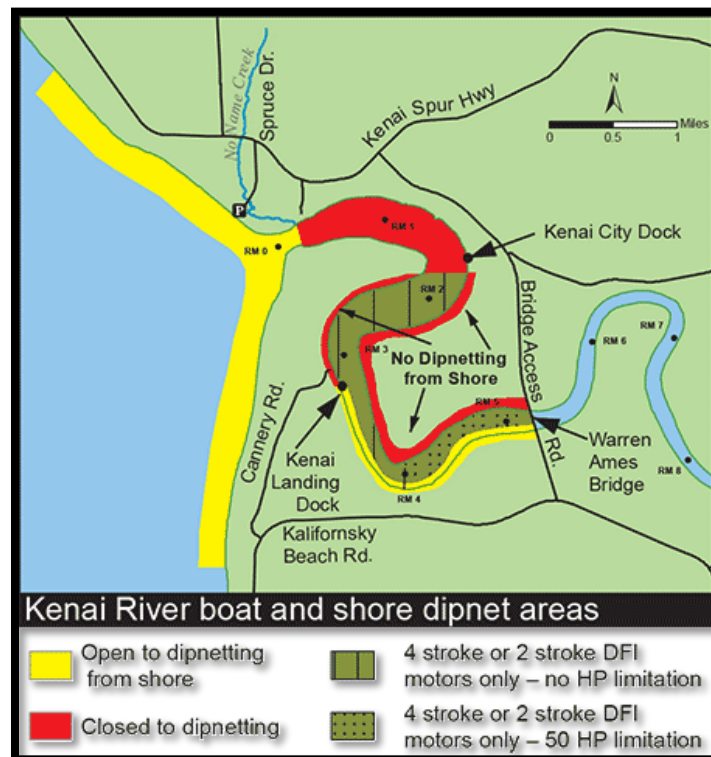 No Name Creek
Spruce Dr.
Kenai Spur Hwy
N
Miles
0 0.5 1
P
RM 0
RM 1
Kenai City Dock
RM 2
Bridge Access
Rd.
RM 3
No Dipnetting
from Shore
RM 6
RM 7
Cannery Rd.
RM 5
Kenai
Landing
Dock
RM 4
Warren
Ames
Bridge
RM 8
Kalifornsky
Beach Rd.
Kenai River boat and shore dipnet areas
Open to dipnetting
from shore
4 stroke or 2 stroke DFI
motors only – no HP limitation
Closed to dipnetting
4 stroke or 2 stroke DFI
motors only – 50 HP limitation